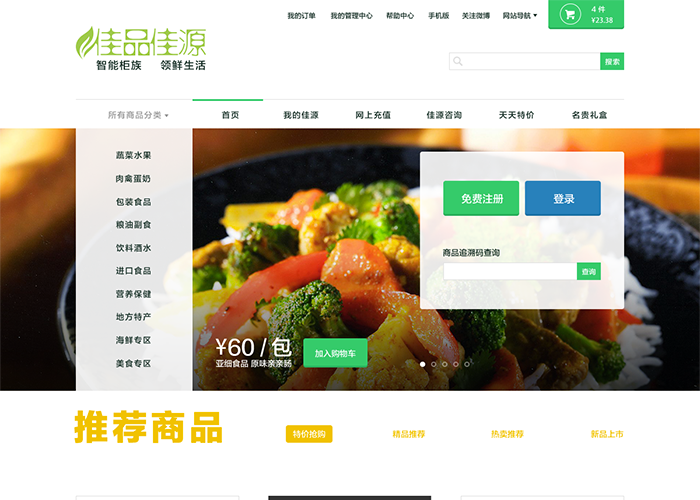 我的订单 我的管理中心 帮助中心 手机版 关注微博 网站导航
4 件
¥23.38
佳品佳源
智能柜族 领鲜生活
搜索
所有商品分类 首页 我的佳源 网上充值 佳源咨询 天天特价 名贵礼盒
蔬菜水果
肉禽蛋奶
包装食品
粮油副食
饮料酒水
进口食品
营养保健
地方特产
海鲜专区
美食专区
免费注册 登录
商品追溯码查询
查询
¥60 / 包
亚细食品 原味亲亲肠
加入购物车
推荐商品
特价抢购 精品推荐 热卖推荐 新品上市